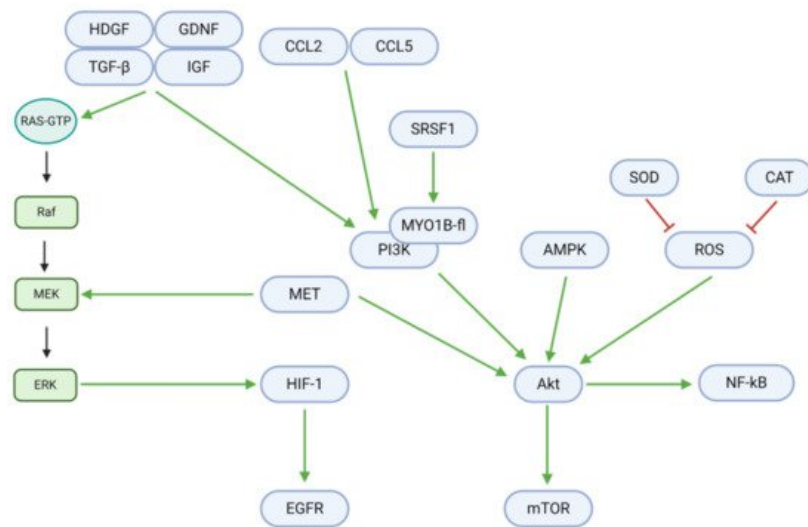 HDGF
GDNF
TGF-β
IGF
CCL2
CCL5
RAS-GTP
SRSF1
SOD
CAT
Raf
MYO1B-fl
PI3K
AMPK
ROS
MEK
MET
ERK
HIF-1
Akt
NF-kB
EGFR
mTOR